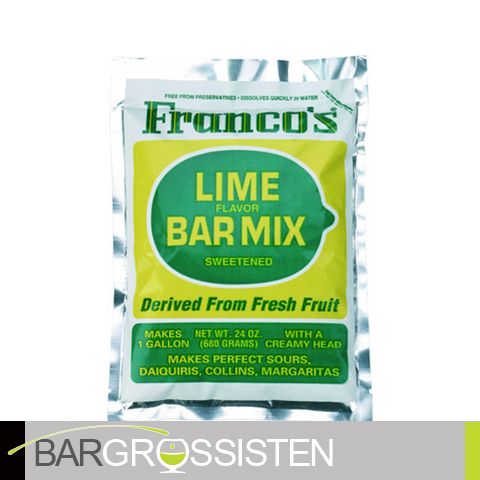 FREE FROM PRESERVATIVES • DISSOLVES QUICKLY IN WATER
Franco's
LIME
FLAVOR
BAR MIX
SWEETENED
Derived From Fresh Fruit
MAKES 1 GALLON
NET WT. 24 OZ. (680 GRAMS)
WITH A CREAMY HEAD
MAKES PERFECT SOURS,
DAIQUIRIS, COLLINS, MARGARITAS
BARGROSSISTEN